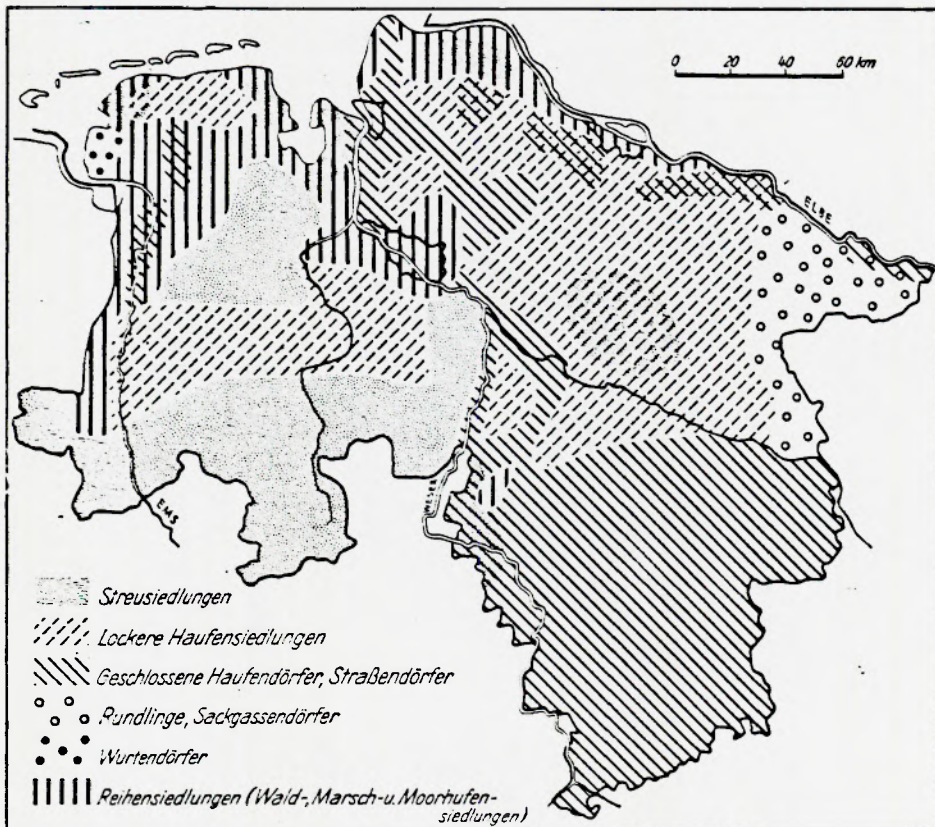 0 20 40 60 km
ELBE
EMS
WESER
Streusiedlungen
Lockere Haufensiedlungen
Geschlossene Haufendörfer, Straßendörfer
Rundlinge, Sackgassendörfer
Wurtendörfer
Reihensiedlungen (Wald-, Marsch- u. Moorhufen-
siedlungen)